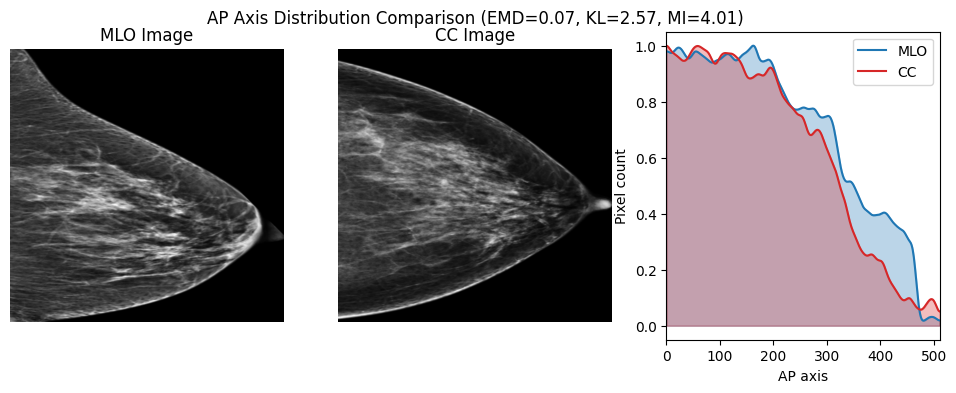 AP Axis Distribution Comparison (EMD=0.07, KL=2.57, MI=4.01)
MLO Image
CC Image
MLO
CC
1.0
0.8
0.6
0.4
0.2
0.0
Pixel count
0 100 200 300 400 500
AP axis